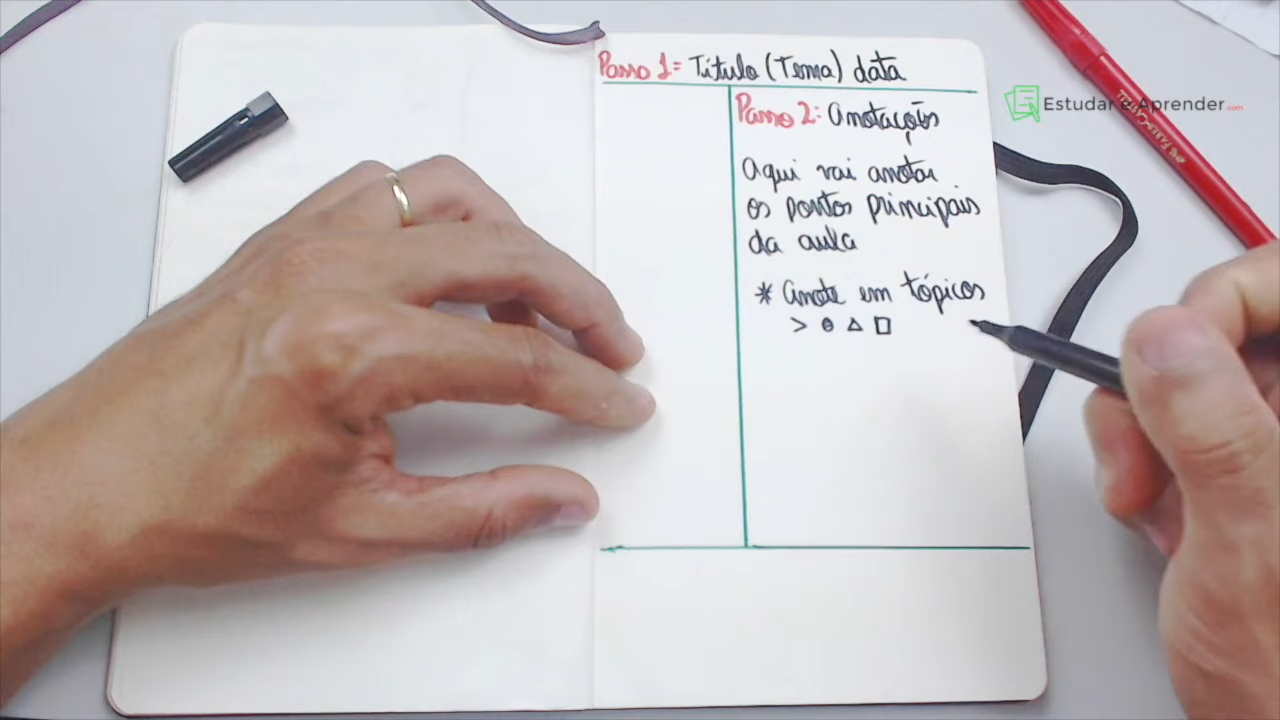 Passo 1: Título (Tema) data
Estudar e Aprender.com
Passo 2: Anotações
Aqui vai anotar
os pontos principais
da aula
* Anote em tópicos
> ⊖ △ □